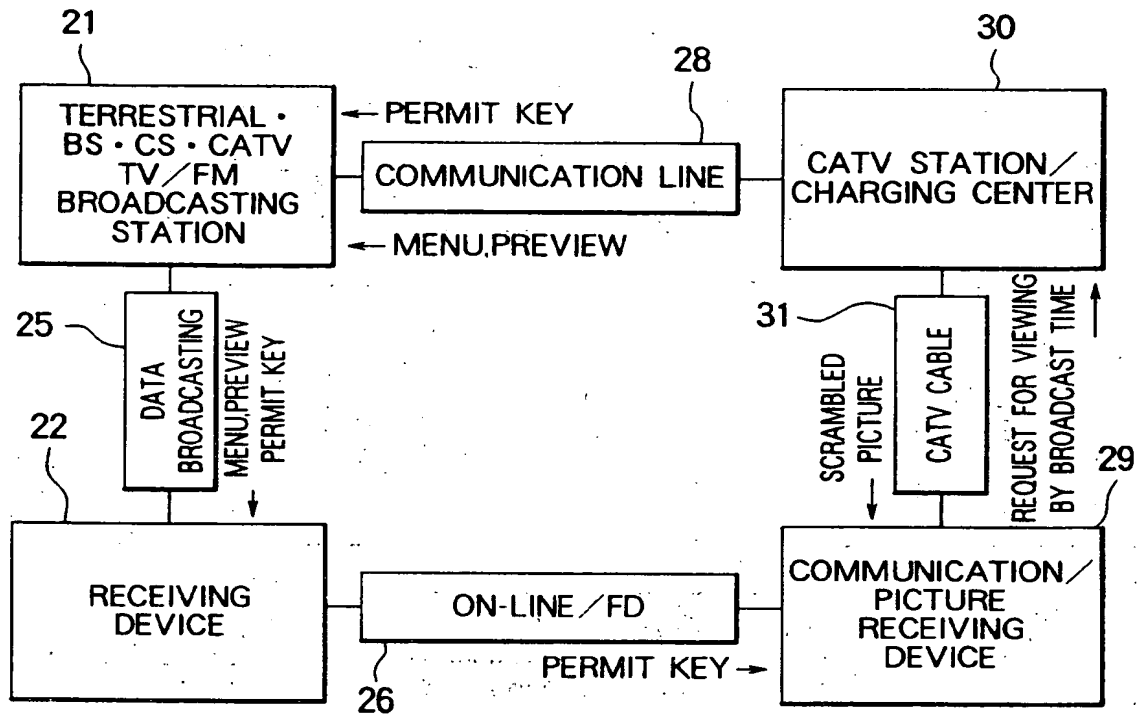 21
TERRESTRIAL・
BS・CS・CATV
TV/FM
BROADCASTING
STATION
← PERMIT KEY
28
COMMUNICATION LINE
← MENU,PREVIEW
30
CATV STATION/
CHARGING CENTER
25
DATA
BROADCASTING
MENU,PREVIEW
PERMIT KEY
↓
31
SCRAMBLED
PICTURE
↓
CATV CABLE
REQUEST FOR VIEWING
BY BROADCAST TIME
↑
22
RECEIVING
DEVICE
ON-LINE/FD
26
PERMIT KEY →
29
COMMUNICATION/
PICTURE
RECEIVING
DEVICE